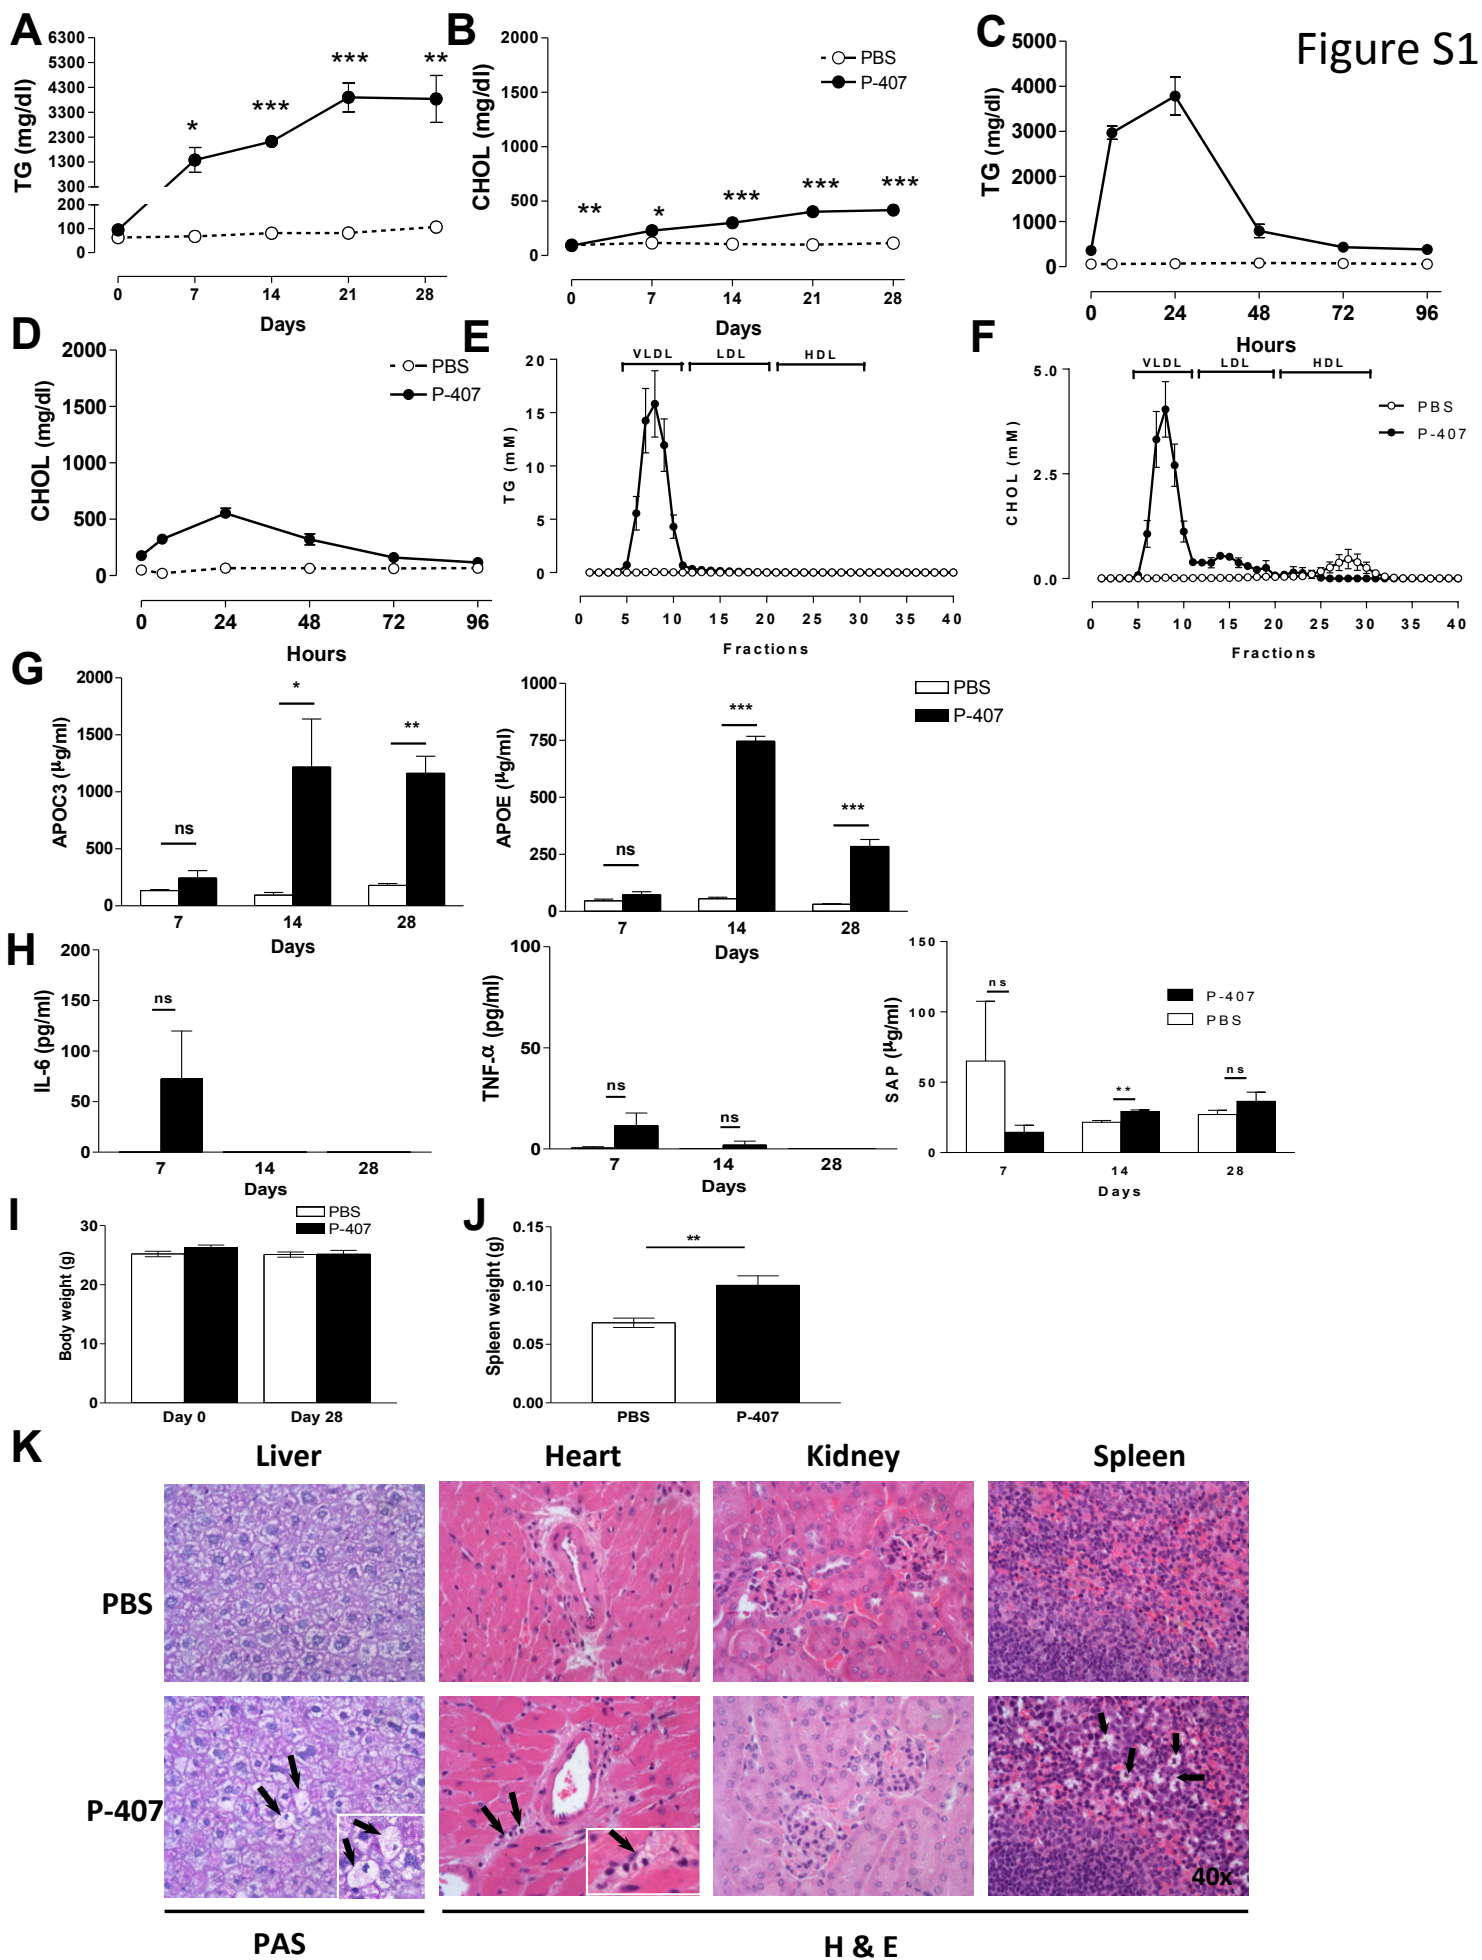 Figure S1
A
TG (mg/dl)
6300
5300
4300
3300
2300
1300
300
200
100
0
* *** *** **
0 7 14 21 28
Days
B
CHOL (mg/dl)
2000
1500
1000
500
0
PBS
P-407
** * *** *** ***
0 7 14 21 28
Days
C
TG (mg/dl)
5000
4000
3000
2000
1000
0
0 24 48 72 96
Hours
D
CHOL (mg/dl)
2000
1500
1000
500
0
PBS
P-407
0 24 48 72 96
Hours
E
VLDL LDL HDL
TG (mM)
20
15
10
5
0
0 5 10 15 20 25 30 35 40
Fractions
F
VLDL LDL HDL
CHOL (mM)
5.0
2.5
0.0
PBS
P-407
0 5 10 15 20 25 30 35 40
Fractions
G
APOC3 (µg/ml)
2000
1500
1000
500
0
ns * **
7 14 28
Days
APOE (µg/ml)
1000
750
500
250
0
ns *** ***
7 14 28
Days
PBS
P-407
H
IL-6 (pg/ml)
200
150
100
50
0
ns
7 14 28
Days
TNF-α (pg/ml)
100
50
0
ns ns
7 14 28
Days
SAP (µg/ml)
150
100
50
0
ns ** ns
P-407
PBS
7 14 28
Days
I
Body weight (g)
30
20
10
0
PBS
P-407
Day 0 Day 28
J
Spleen weight (g)
0.15
0.10
0.05
0.00
**
PBS P-407
K
Liver Heart Kidney Spleen
PBS
P-407
40x
PAS H & E